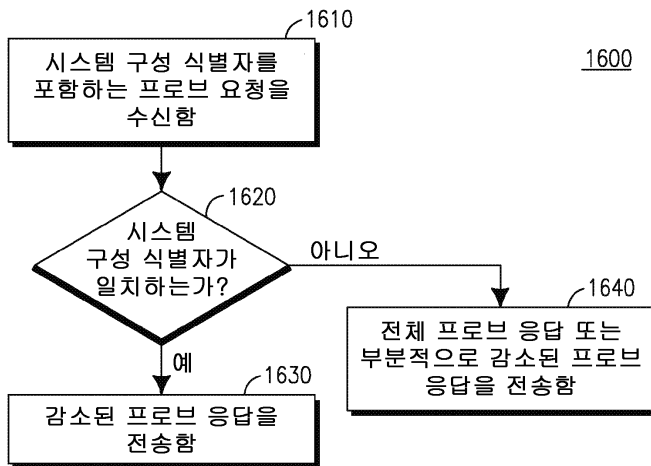 1610
시스템 구성 식별자를
포함하는 프로브 요청을
수신함
1600
1620
시스템
구성 식별자가
일치하는가?
아니오
예
1640
전체 프로브 응답 또는
부분적으로 감소된 프로브
응답을 전송함
1630
감소된 프로브 응답을
전송함